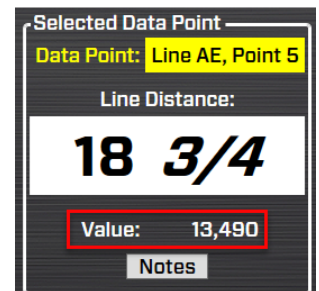 Selected Data Point
Data Point: Line AE, Point 5
Line Distance:
18 3/4
Value: 13,490
Notes